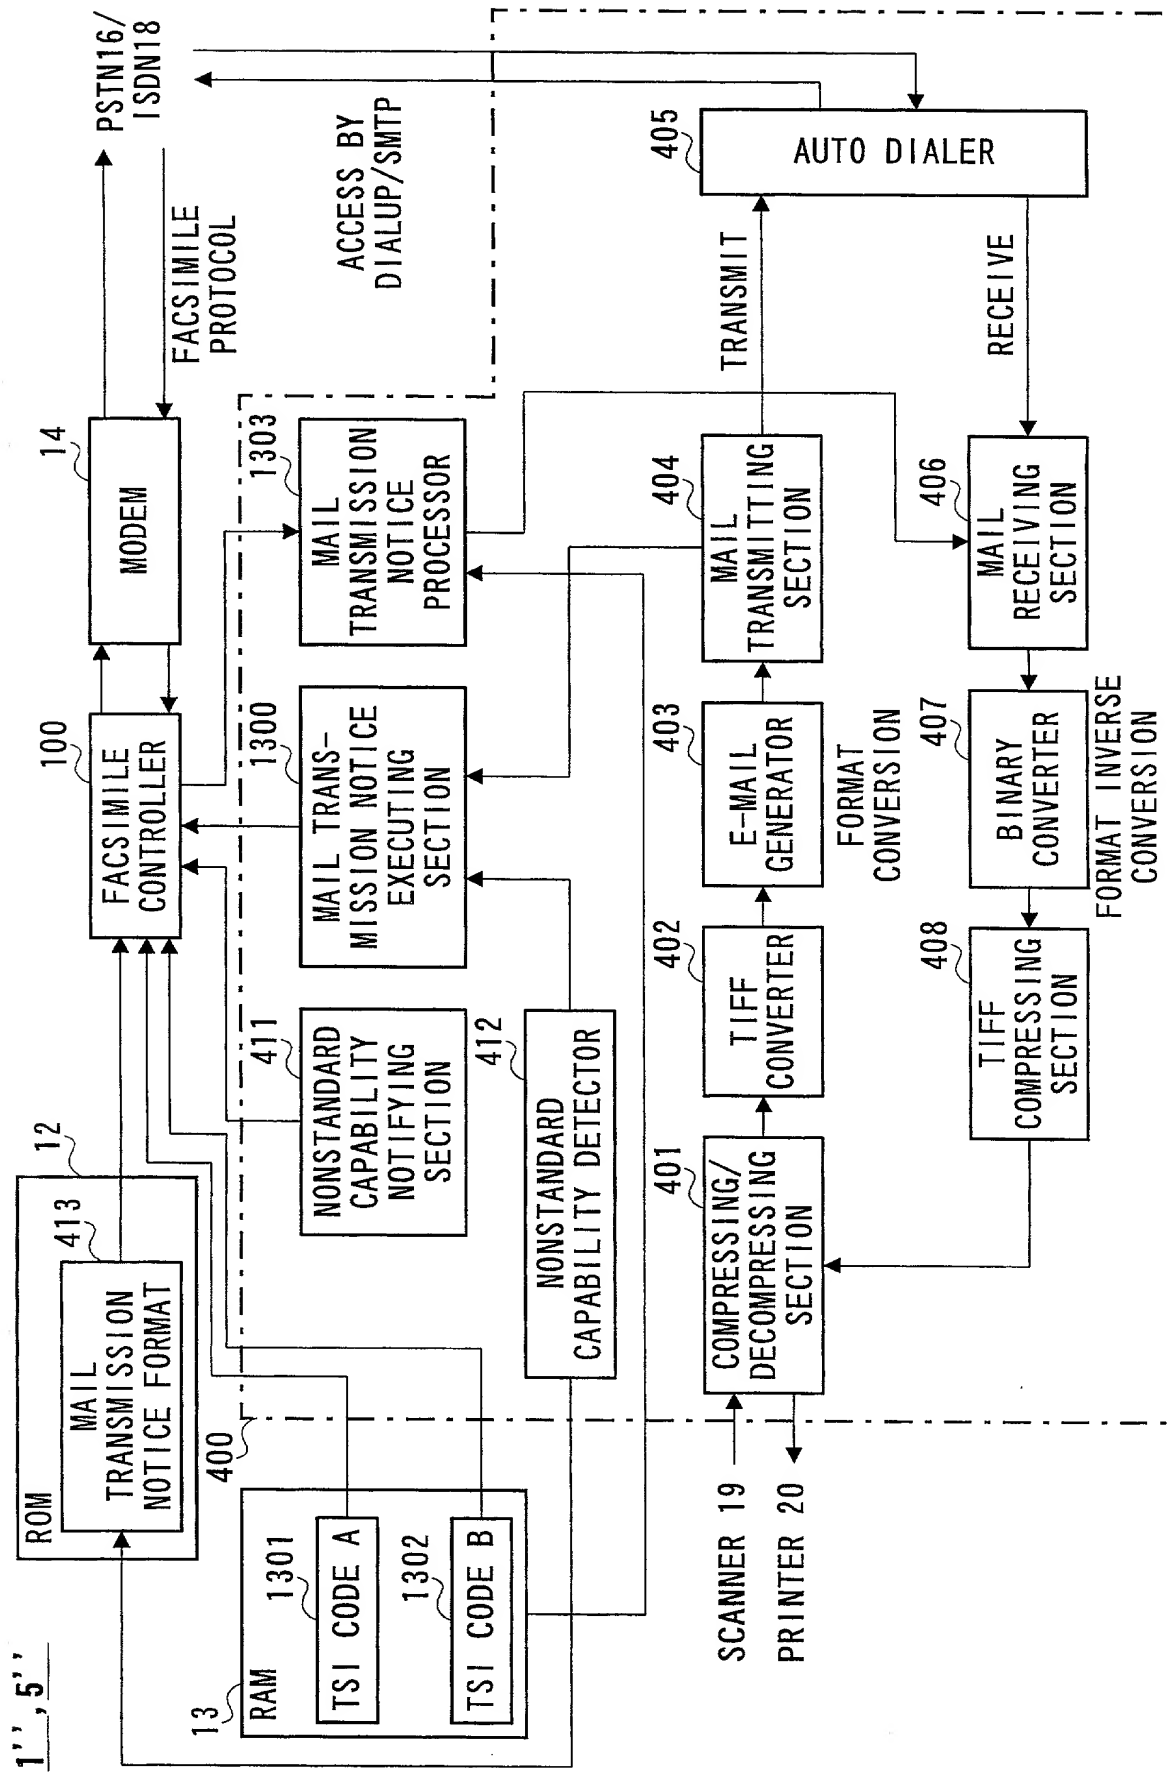 1'',5''
ROM
12
413
MAIL
TRANSMISSION
NOTICE FORMAT
100
FACSIMILE
CONTROLLER
14
MODEM
PSTN16/
ISDN18
FACSIMILE
PROTOCOL
ACCESS BY
DIALUP/SMTP
400
13
RAM
1301
TSI CODE A
1302
TSI CODE B
411
NONSTANDARD
CAPABILITY
NOTIFYING
SECTION
1300
MAIL TRANS-
MISSION NOTICE
EXECUTING
SECTION
1303
MAIL
TRANSMISSION
NOTICE
PROCESSOR
412
NONSTANDARD
CAPABILITY DETECTOR
SCANNER 19
PRINTER 20
401
COMPRESSING/
DECOMPRESSING
SECTION
402
TIFF
CONVERTER
403
E-MAIL
GENERATOR
FORMAT
CONVERSION
404
MAIL
TRANSMITTING
SECTION
TRANSMIT
405
AUTO DIALER
RECEIVE
406
MAIL
RECEIVING
SECTION
407
BINARY
CONVERTER
FORMAT INVERSE
CONVERSION
408
TIFF
COMPRESSING
SECTION